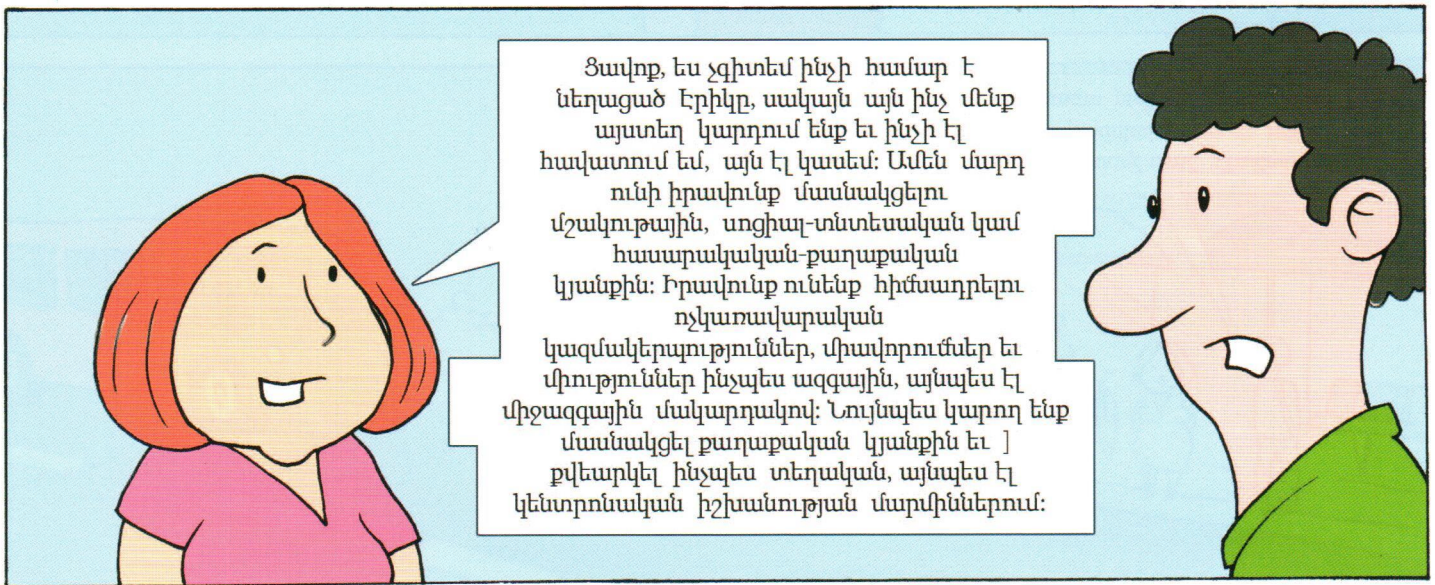 Ցավոք, ես չգիտեմ ինչի համար է
նեղացած Էրիկը, սակայն այն ինչ մենք
այստեղ կարդում ենք եւ ինչի էլ
հավատում եմ, այն էլ կասեմ։ Ամեն մարդ
ունի իրավունք մասնակցելու
մշակութային, սոցիալ-տնտեսական կամ
հասարակական-քաղաքական
կյանքին։ Իրավունք ունենք հիմնադրելու
ոչկառավարական
կազմակերպություններ, միավորումներ եւ
միություններ ինչպես ազգային, այնպես էլ
միջազգային մակարդակով։ Նույնպես կարող ենք
մասնակցել քաղաքական կյանքին եւ ]
քվեարկել ինչպես տեղական, այնպես էլ
կենտրոնական իշխանության մարմիններում։